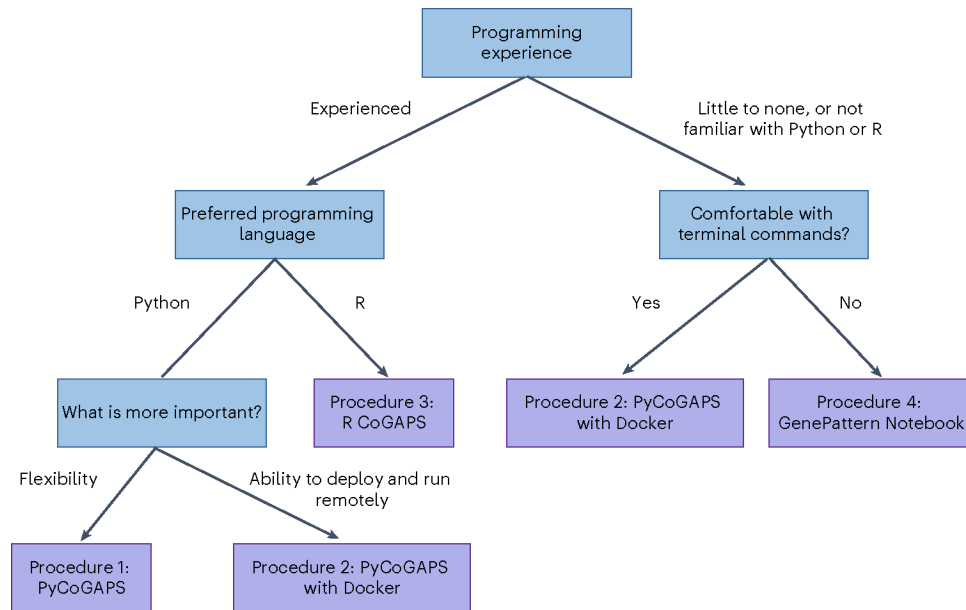 Programming
experience
Experienced
Little to none, or not
familiar with Python or R
Preferred programming
language
Comfortable with
terminal commands?
Python
R
Yes
No
What is more important?
Procedure 3:
R CoGAPS
Procedure 2: PyCoGAPS
with Docker
Procedure 4:
GenePattern Notebook
Flexibility
Ability to deploy and run
remotely
Procedure 1:
PyCoGAPS
Procedure 2: PyCoGAPS
with Docker